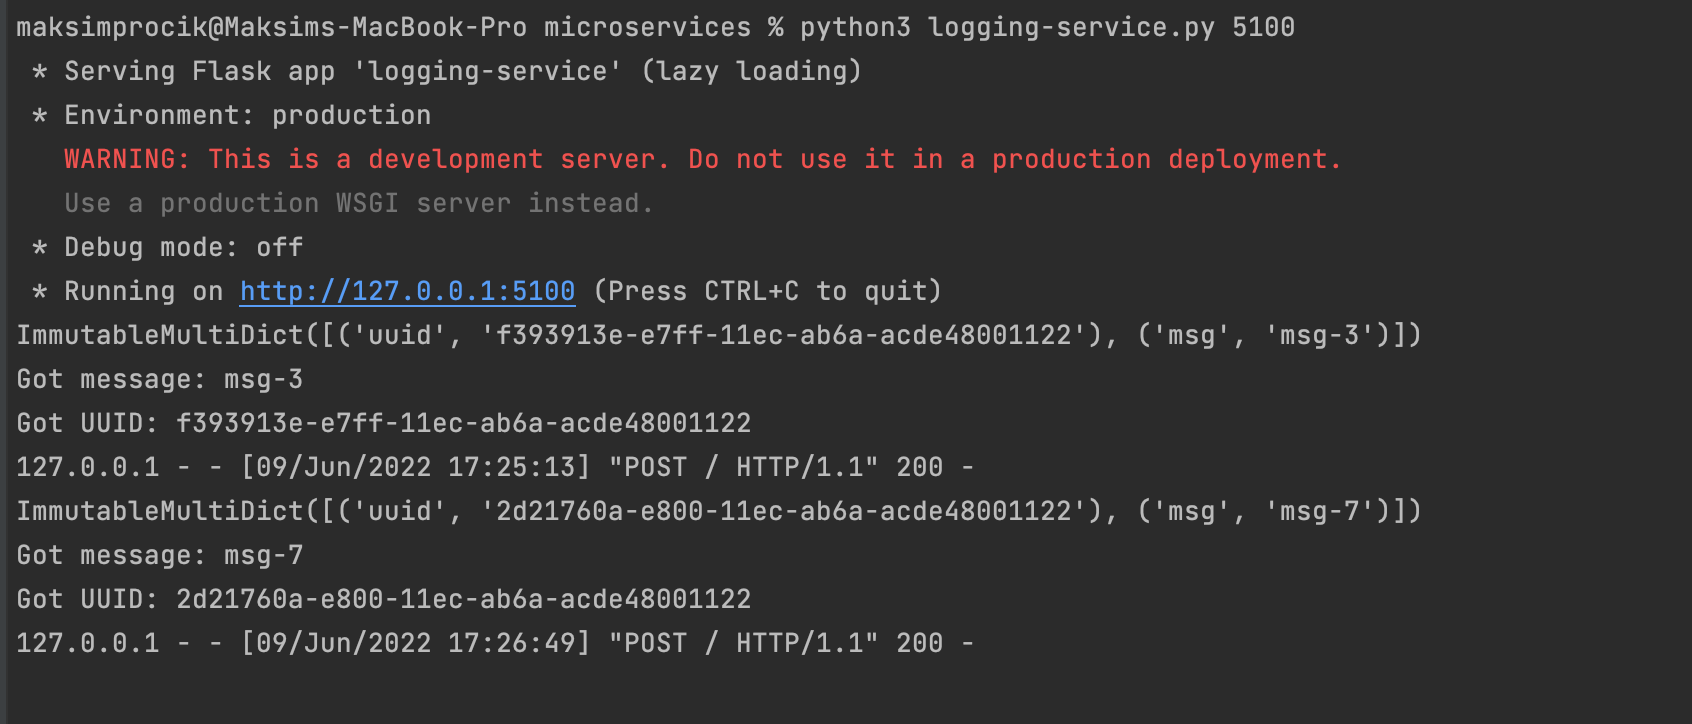 maksimprocik@Maksims-MacBook-Pro microservices % python3 logging-service.py 5100
* Serving Flask app 'logging-service' (lazy loading)
* Environment: production
WARNING: This is a development server. Do not use it in a production deployment.
Use a production WSGI server instead.
* Debug mode: off
* Running on http://127.0.0.1:5100 (Press CTRL+C to quit)
ImmutableMultiDict([('uuid', 'f393913e-e7ff-11ec-ab6a-acde48001122'), ('msg', 'msg-3')])
Got message: msg-3
Got UUID: f393913e-e7ff-11ec-ab6a-acde48001122
127.0.0.1 - - [09/Jun/2022 17:25:13] "POST / HTTP/1.1" 200 -
ImmutableMultiDict([('uuid', '2d21760a-e800-11ec-ab6a-acde48001122'), ('msg', 'msg-7')])
Got message: msg-7
Got UUID: 2d21760a-e800-11ec-ab6a-acde48001122
127.0.0.1 - - [09/Jun/2022 17:26:49] "POST / HTTP/1.1" 200 -